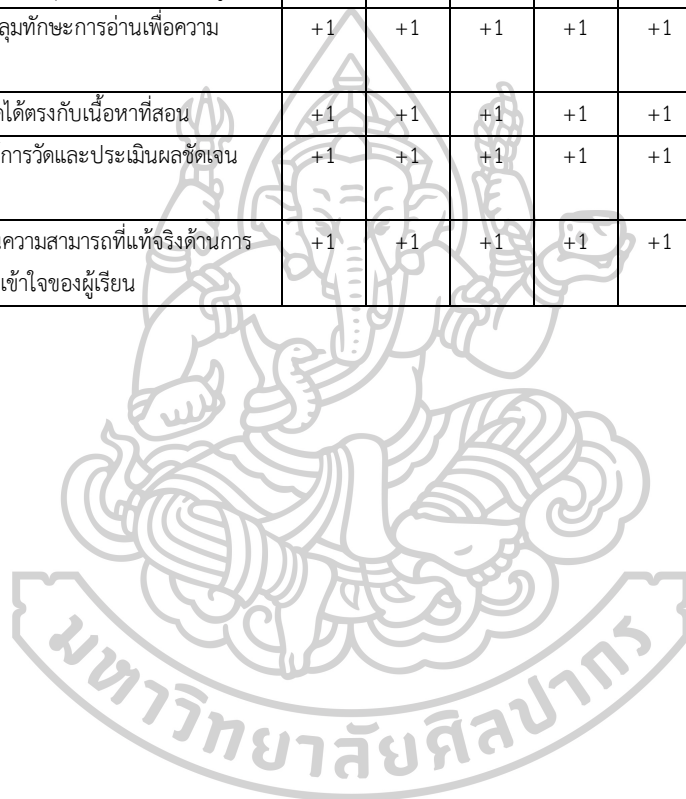 ลุมทักษะการอ่านเพื่อความ +1 +1 +1 +1 +1
ได้ตรงกับเนื้อหาที่สอน +1 +1 +1 +1 +1
การวัดและประเมินผลชัดเจน +1 +1 +1 +1 +1
ความสามารถที่แท้จริงด้านการ +1 +1 +1 +1 +1
เข้าใจของผู้เรียน
มหาวิทยาลัยศิลปากร